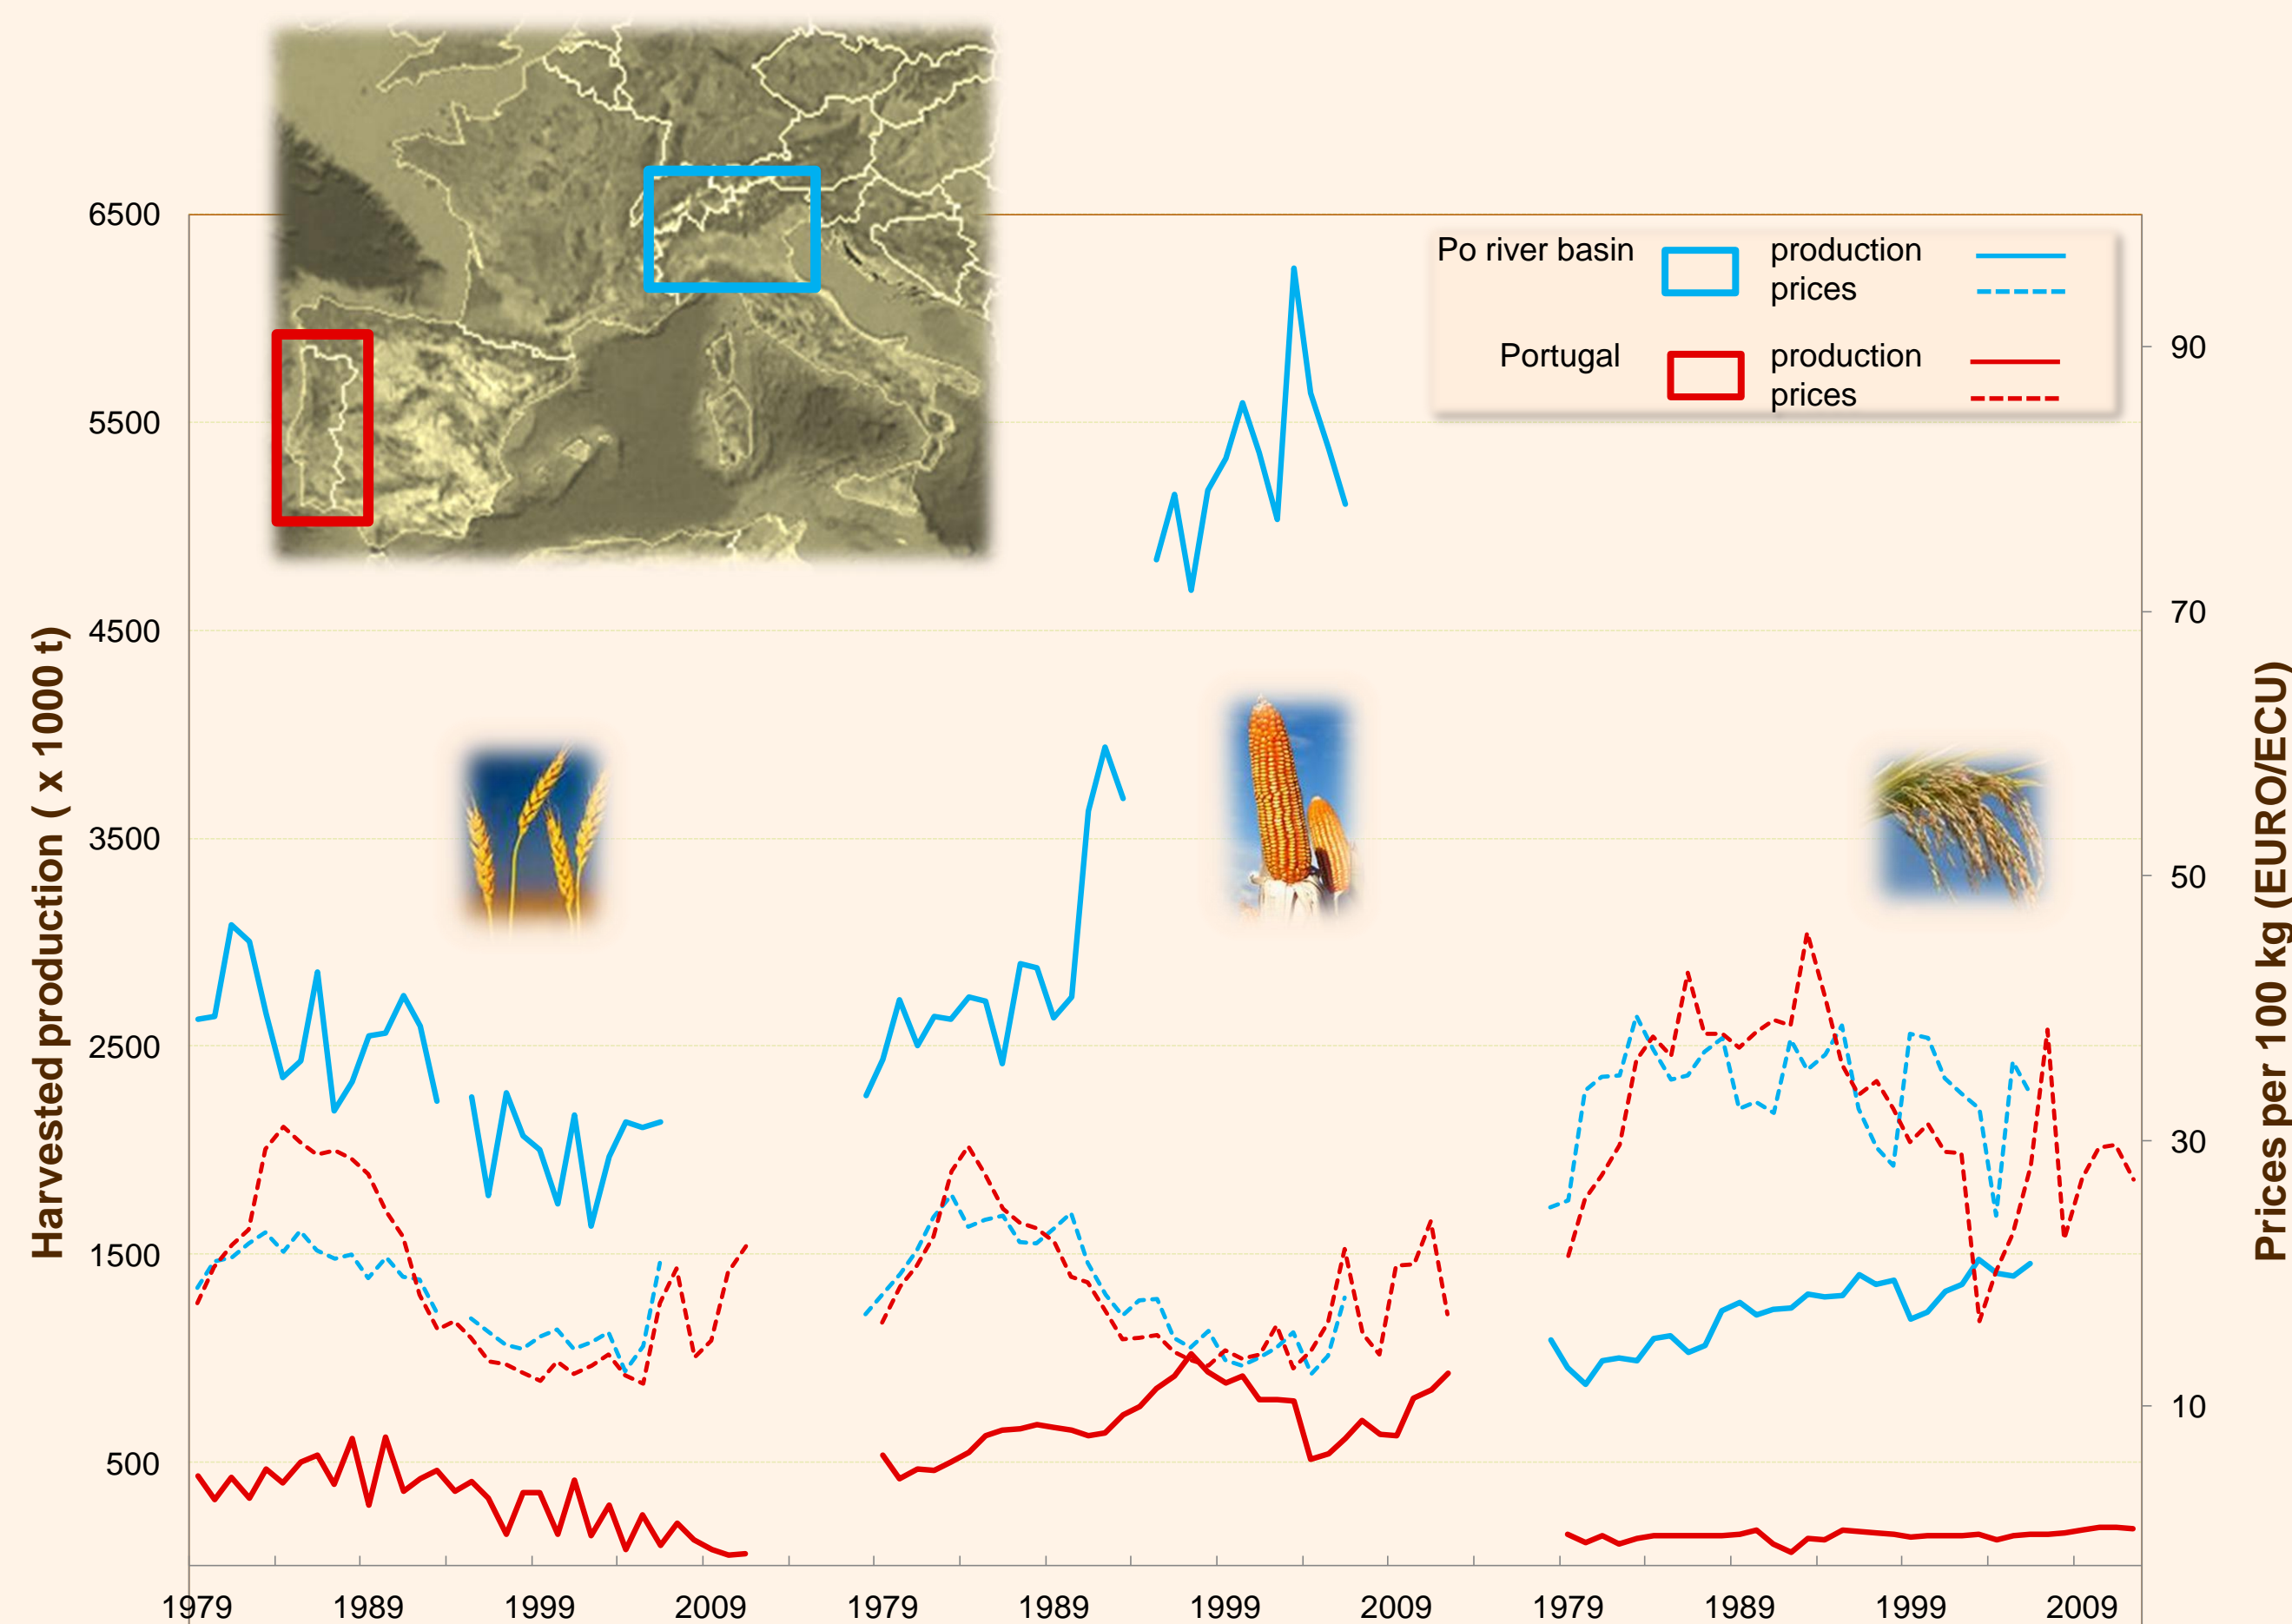 6500
5500
4500
3500
2500
1500
500
Harvested production ( x 1000 t)
Po river basin
production
prices
Portugal
production
prices
90
70
50
30
10
Prices per 100 kg (EURO/ECU)
1979 1989 1999 2009 1979 1989 1999 2009 1979 1989 1999 2009